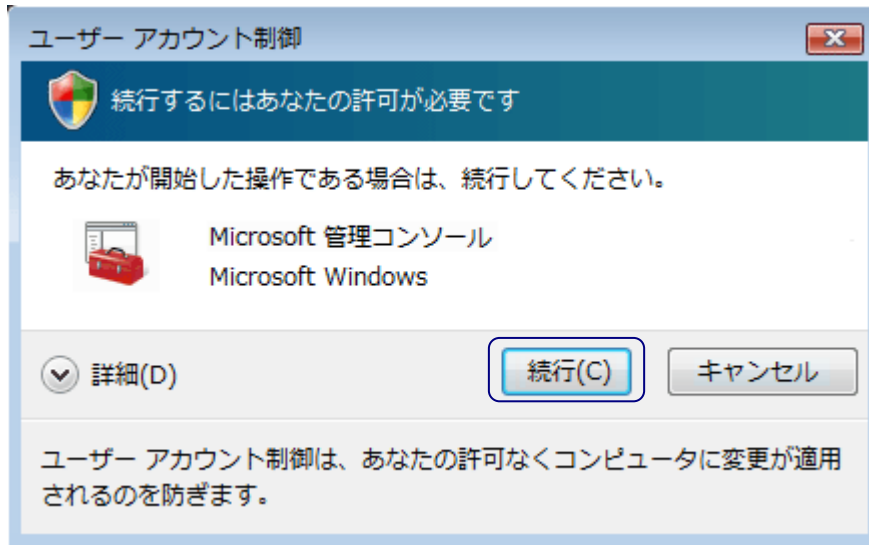 ユーザー アカウント制御
続行するにはあなたの許可が必要です
あなたが開始した操作である場合は、続行してください。
Microsoft 管理コンソール
Microsoft Windows
詳細(D)
続行(C)
キャンセル
ユーザー アカウント制御は、あなたの許可なくコンピュータに変更が適用
されるのを防ぎます。